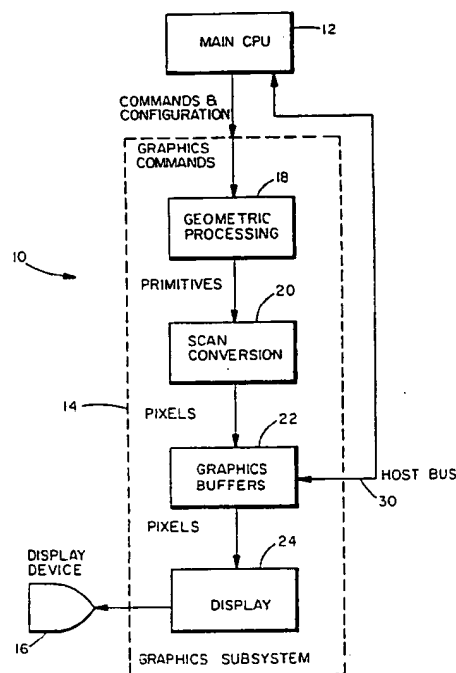 MAIN CPU
12
COMMANDS &
CONFIGURATION
GRAPHICS
COMMANDS
18
GEOMETRIC
PROCESSING
10
PRIMITIVES
20
SCAN
CONVERSION
14
PIXELS
22
GRAPHICS
BUFFERS
HOST BUS
30
PIXELS
24
DISPLAY
DEVICE
DISPLAY
16
GRAPHICS SUBSYSTEM